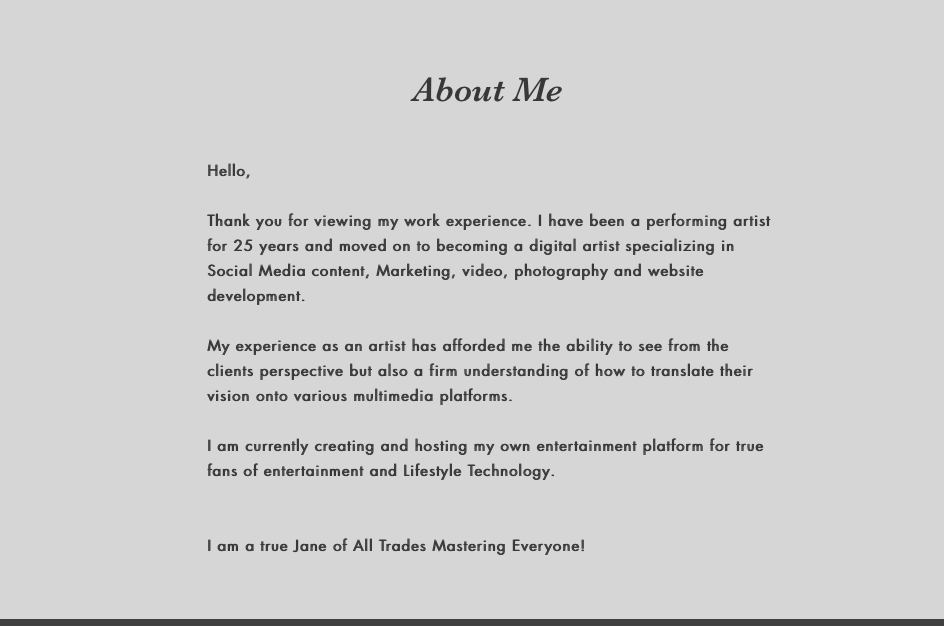 About Me
Hello,
Thank you for viewing my work experience. I have been a performing artist
for 25 years and moved on to becoming a digital artist specializing in
Social Media content, Marketing, video, photography and website
development.
My experience as an artist has afforded me the ability to see from the
clients perspective but also a firm understanding of how to translate their
vision onto various multimedia platforms.
I am currently creating and hosting my own entertainment platform for true
fans of entertainment and Lifestyle Technology.
I am a true Jane of All Trades Mastering Everyone!